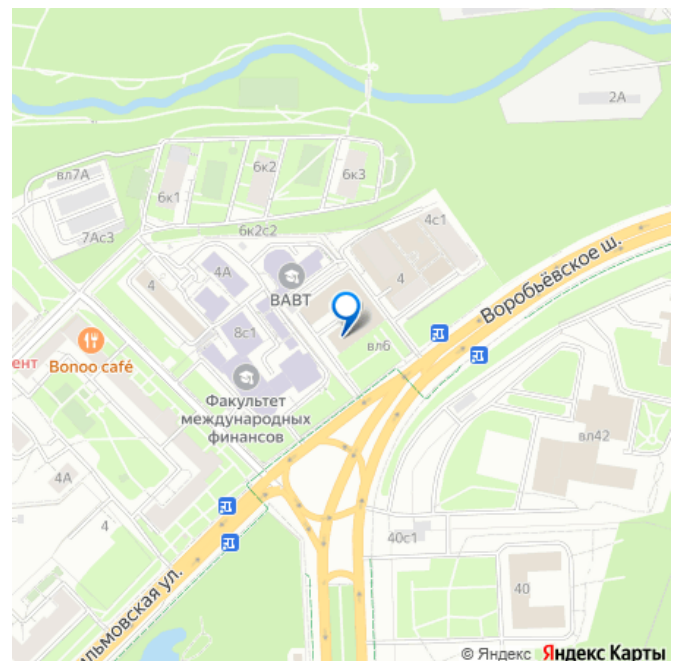 2А
6к2
6к3
вл7А
6к1
4с1
7Ас3
6к2с2
4А
4
ВАВТ
4
Воробьёвское ш.
8с1
вл6
ент
Bonoo café
Факультет
международных
финансов
вл42
4А
4
40с1
40
ильмовская ул.
© Яндекс Яндекс Карты